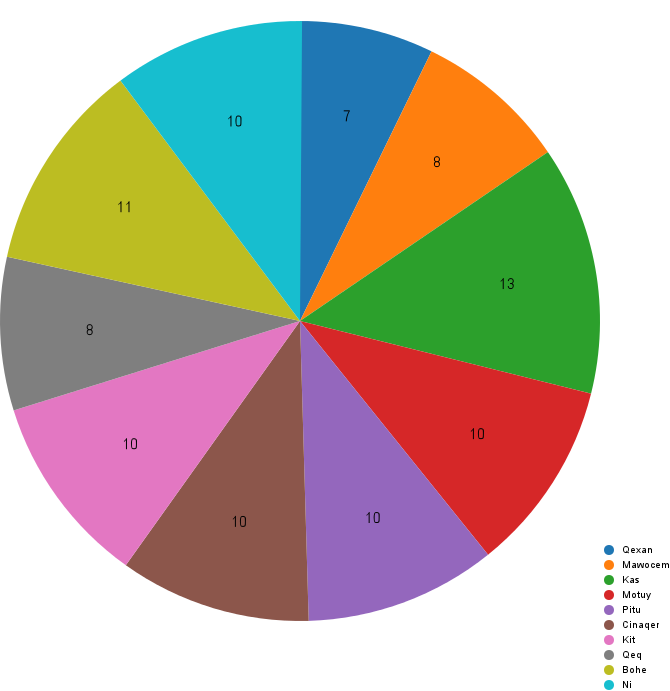 10
7
8
11
13
8
10
10
10
10
Qexan
Mawocem
Kas
Motuy
Pitu
Cinaqer
Kit
Qeq
Bohe
Ni